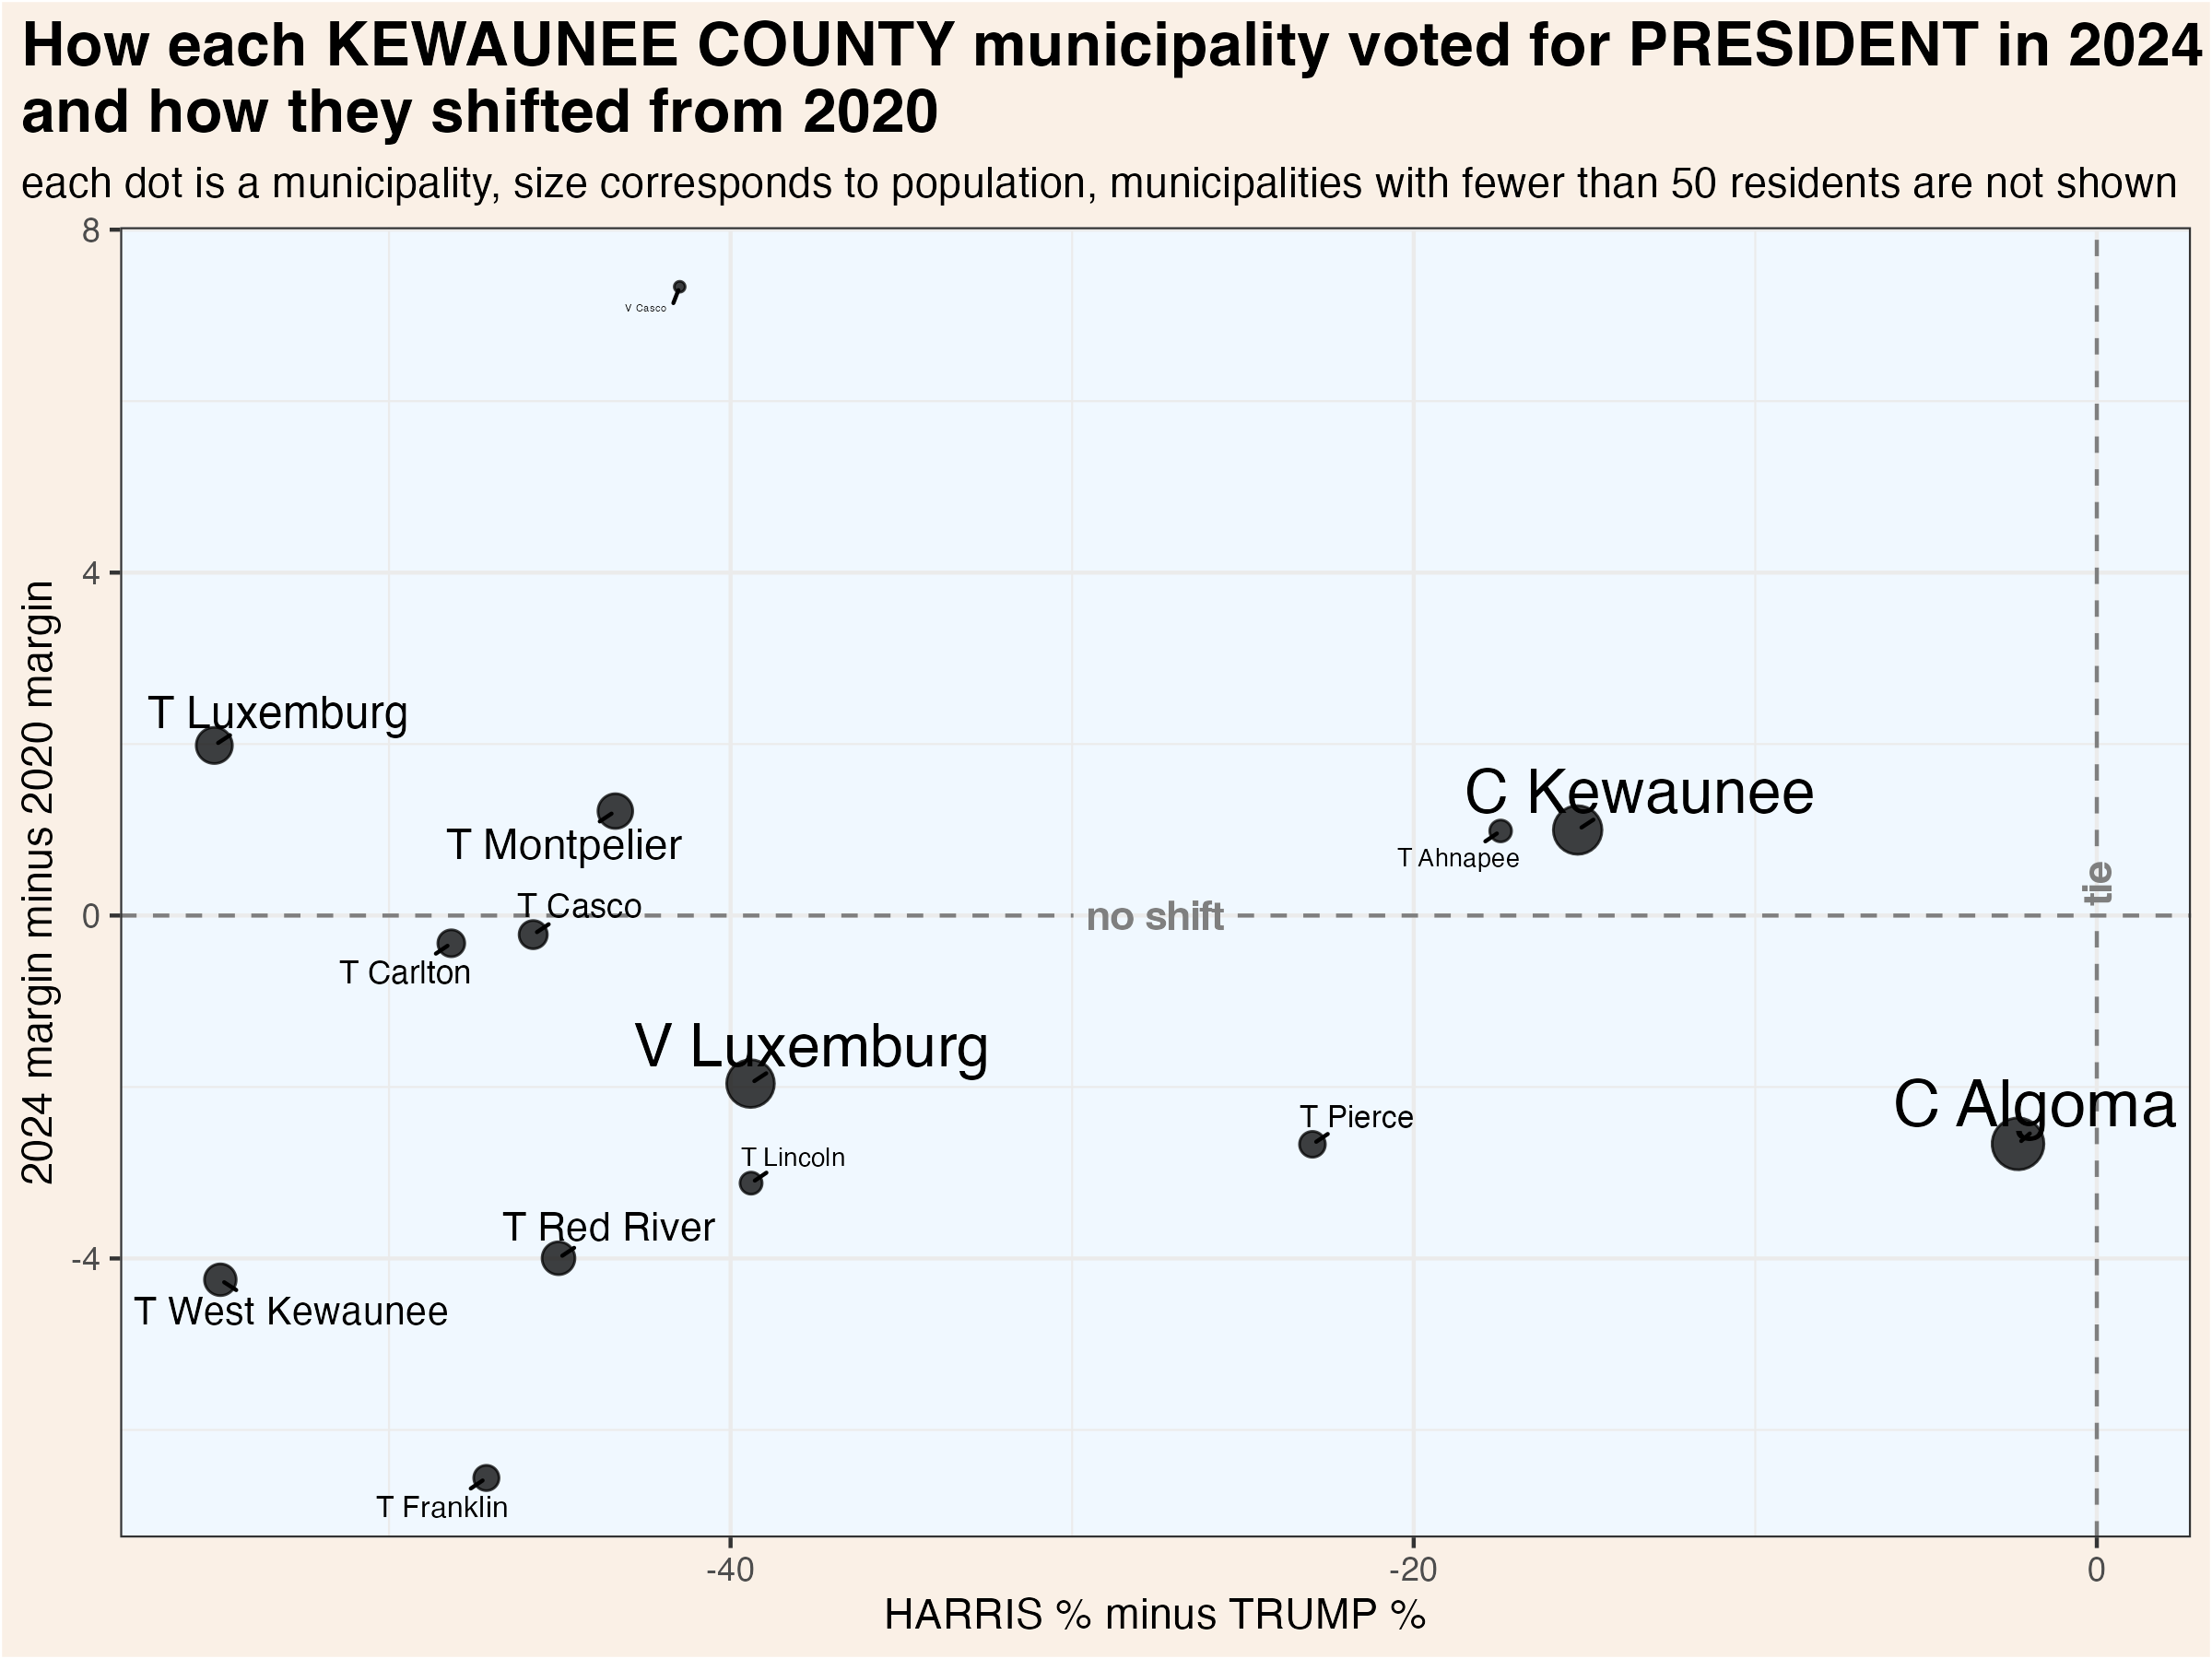 How each KEWAUNEE COUNTY municipality voted for PRESIDENT in 2024
and how they shifted from 2020
each dot is a municipality, size corresponds to population, municipalities with fewer than 50 residents are not shown
8
V Casco
4
2024 margin minus 2020 margin
T Luxemburg
C Kewaunee
T Montpelier
T Ahnapee
tie
T Casco
0
no shift
T Carlton
V Luxemburg
C Algoma
T Pierce
T Lincoln
T Red River
-4
T West Kewaunee
T Franklin
-40
-20
0
HARRIS % minus TRUMP %